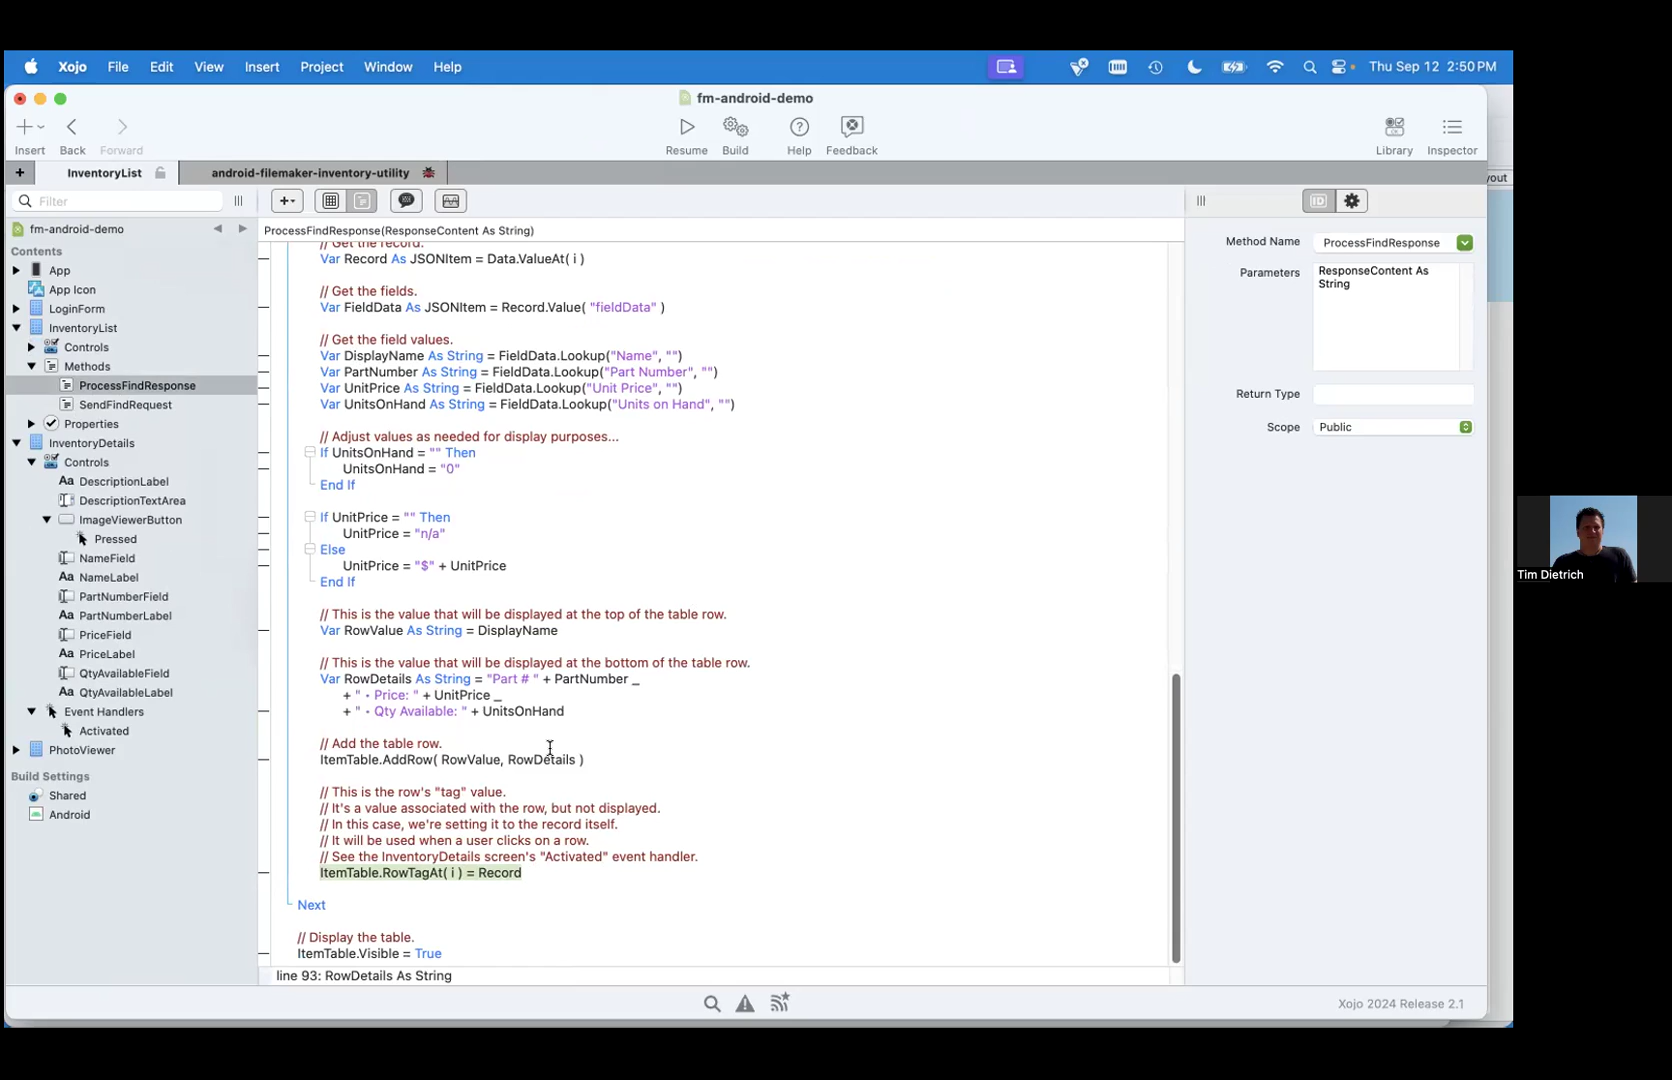 Xojo File Edit View Insert Project Window Help
Thu Sep 12 2:50 PM
fm-android-demo
Insert Back Forward
Resume Build Help Feedback
Library Inspector
InventoryList
android-filemaker-inventory-utility
yout
Filter
fm-android-demo
Contents
App
App Icon
LoginForm
InventoryList
Controls
Methods
ProcessFindResponse
SendFindRequest
Properties
InventoryDetails
Controls
DescriptionLabel
DescriptionTextArea
ImageViewerButton
Pressed
NameField
NameLabel
PartNumberField
PartNumberLabel
PriceField
PriceLabel
QtyAvailableField
QtyAvailableLabel
Event Handlers
Activated
PhotoViewer
Build Settings
Shared
Android
ProcessFindResponse(ResponseContent As String)
// Get the record.
Var Record As JSONItem = Data.ValueAt( i )
// Get the fields.
Var FieldData As JSONItem = Record.Value( "fieldData" )
// Get the field values.
Var DisplayName As String = FieldData.Lookup("Name", "")
Var PartNumber As String = FieldData.Lookup("Part Number", "")
Var UnitPrice As String = FieldData.Lookup("Unit Price", "")
Var UnitsOnHand As String = FieldData.Lookup("Units on Hand", "")
// Adjust values as needed for display purposes...
If UnitsOnHand = "" Then
UnitsOnHand = "0"
End If
If UnitPrice = "" Then
UnitPrice = "n/a"
Else
UnitPrice = "$" + UnitPrice
End If
// This is the value that will be displayed at the top of the table row.
Var RowValue As String = DisplayName
// This is the value that will be displayed at the bottom of the table row.
Var RowDetails As String = "Part # " + PartNumber _
+ " • Price: " + UnitPrice _
+ " • Qty Available: " + UnitsOnHand
// Add the table row.
ItemTable.AddRow( RowValue, RowDetails )
// This is the row's "tag" value.
// It's a value associated with the row, but not displayed.
// In this case, we're setting it to the record itself.
// It will be used when a user clicks on a row.
// See the InventoryDetails screen's "Activated" event handler.
ItemTable.RowTagAt( i ) = Record
Next
// Display the table.
ItemTable.Visible = True
line 93: RowDetails As String
ID
Method Name ProcessFindResponse
Parameters ResponseContent As
String
Return Type
Scope Public
Xojo 2024 Release 2.1
Tim Dietrich